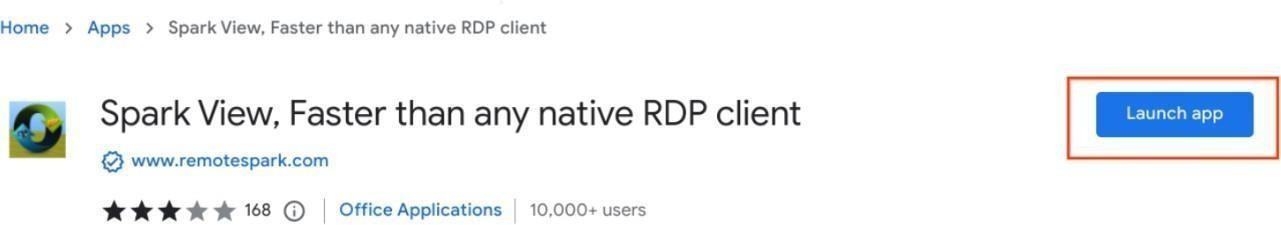 Home > Apps > Spark View, Faster than any native RDP client
Spark View, Faster than any native RDP client
Launch app
www.remotespark.com
168 | Office Applications | 10,000+ users